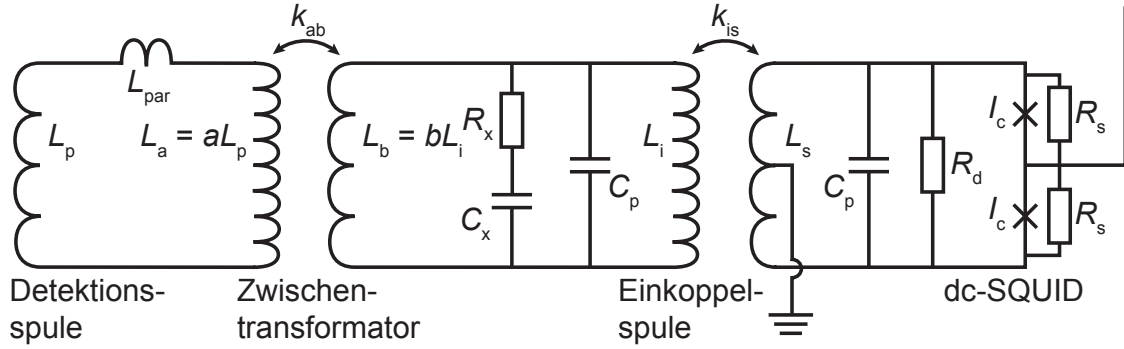 k_ab
k_is
L_par
L_p
L_a = aL_p
L_b = bL_i
R_x
C_x
C_p
L_i
L_s
C_p
R_d
I_c
R_s
I_c
R_s
Detektions-
spule
Zwischen-
transformator
Einkoppel-
spule
dc-SQUID